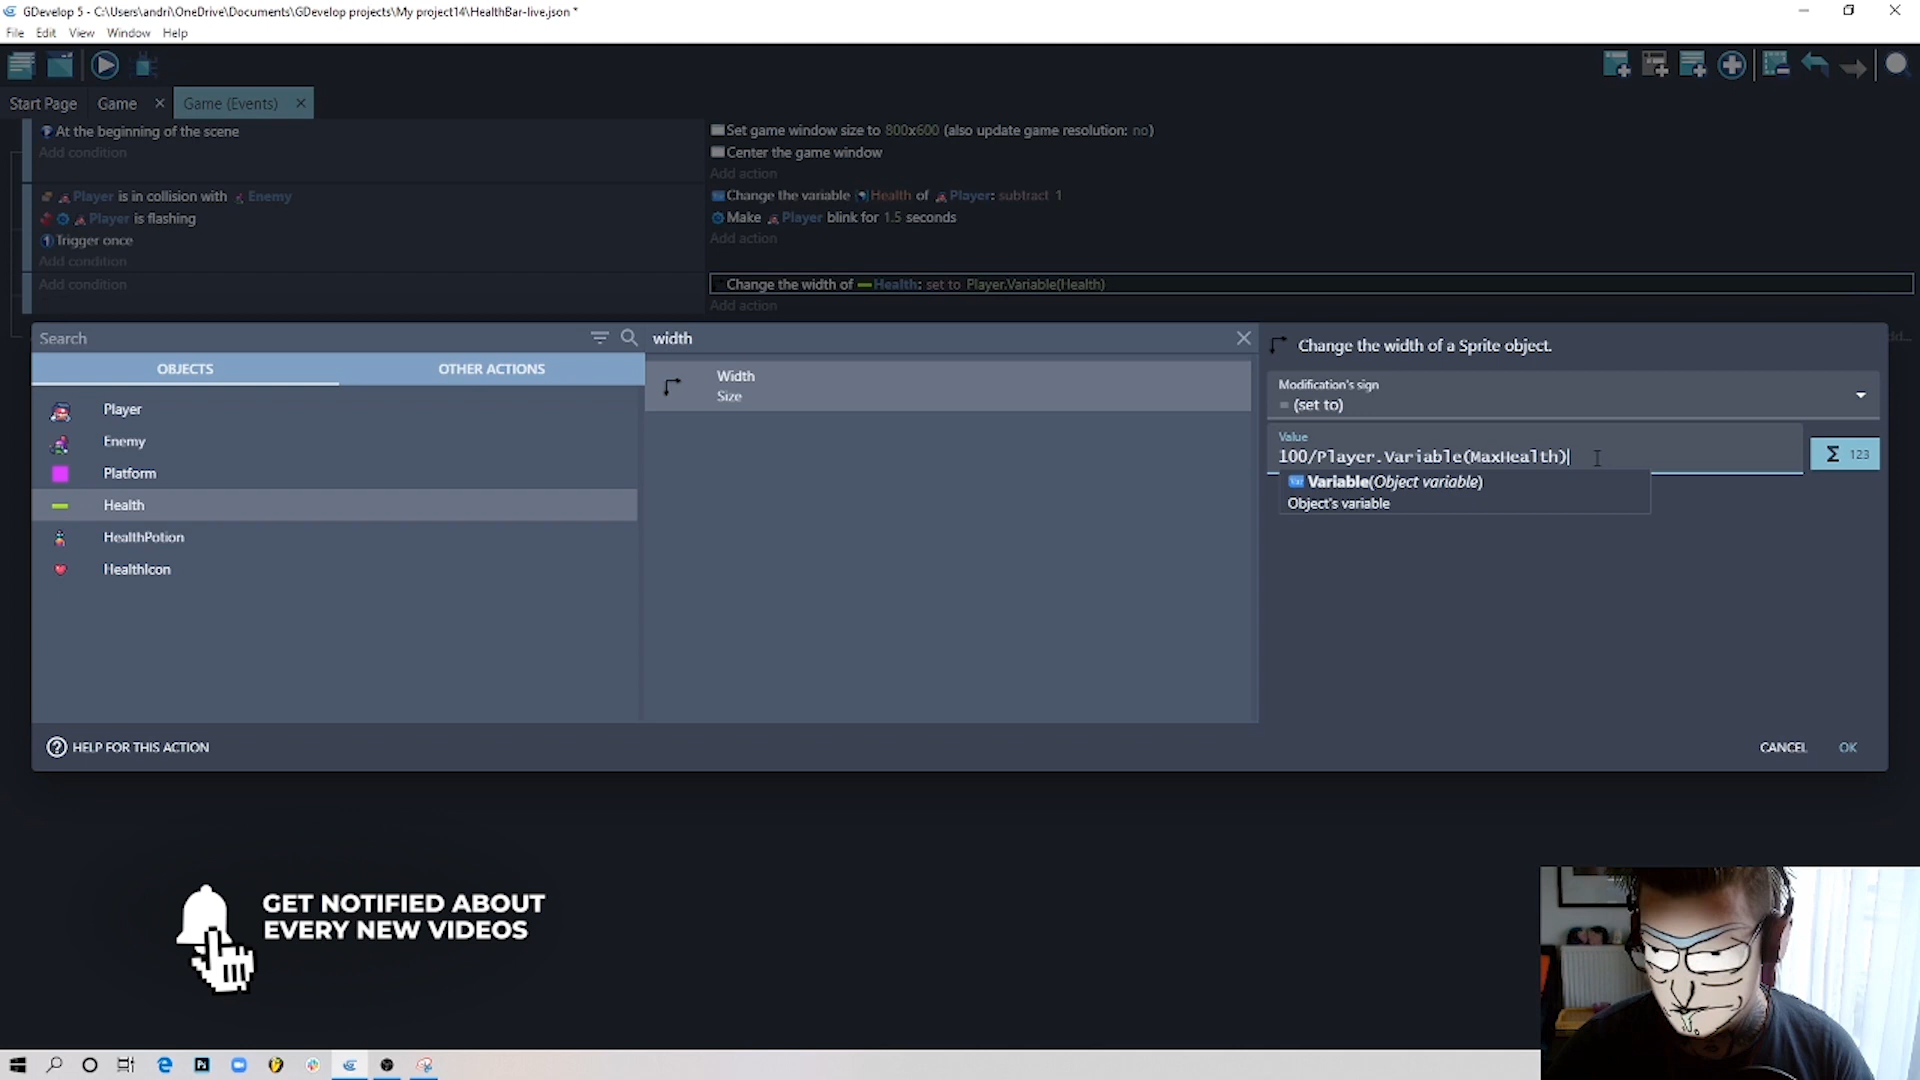 GDevelop 5 - C:\Users\andri\OneDrive\Documents\GDevelop projects\My project14\HealthBar-live.json *
File Edit View Window Help
Start Page Game × Game (Events) ×
At the beginning of the scene
Add condition
Set game window size to 800x600 (also update game resolution: no)
Center the game window
Add action
Player is in collision with Enemy
Player is flashing
Trigger once
Add condition
Change the variable Health of Player: subtract 1
Make Player blink for 1.5 seconds
Add action
Add condition
Change the width of Health: set to Player.Variable(Health)
Add action
Add...
Search
OBJECTS
OTHER ACTIONS
Player
Enemy
Platform
Health
HealthPotion
HealthIcon
width
Width
Size
Change the width of a Sprite object.
Modification's sign
= (set to)
Value
100/Player.Variable(MaxHealth)
Σ 123
Var Variable(Object variable)
Object's variable
HELP FOR THIS ACTION
CANCEL OK
GET NOTIFIED ABOUT
EVERY NEW VIDEOS